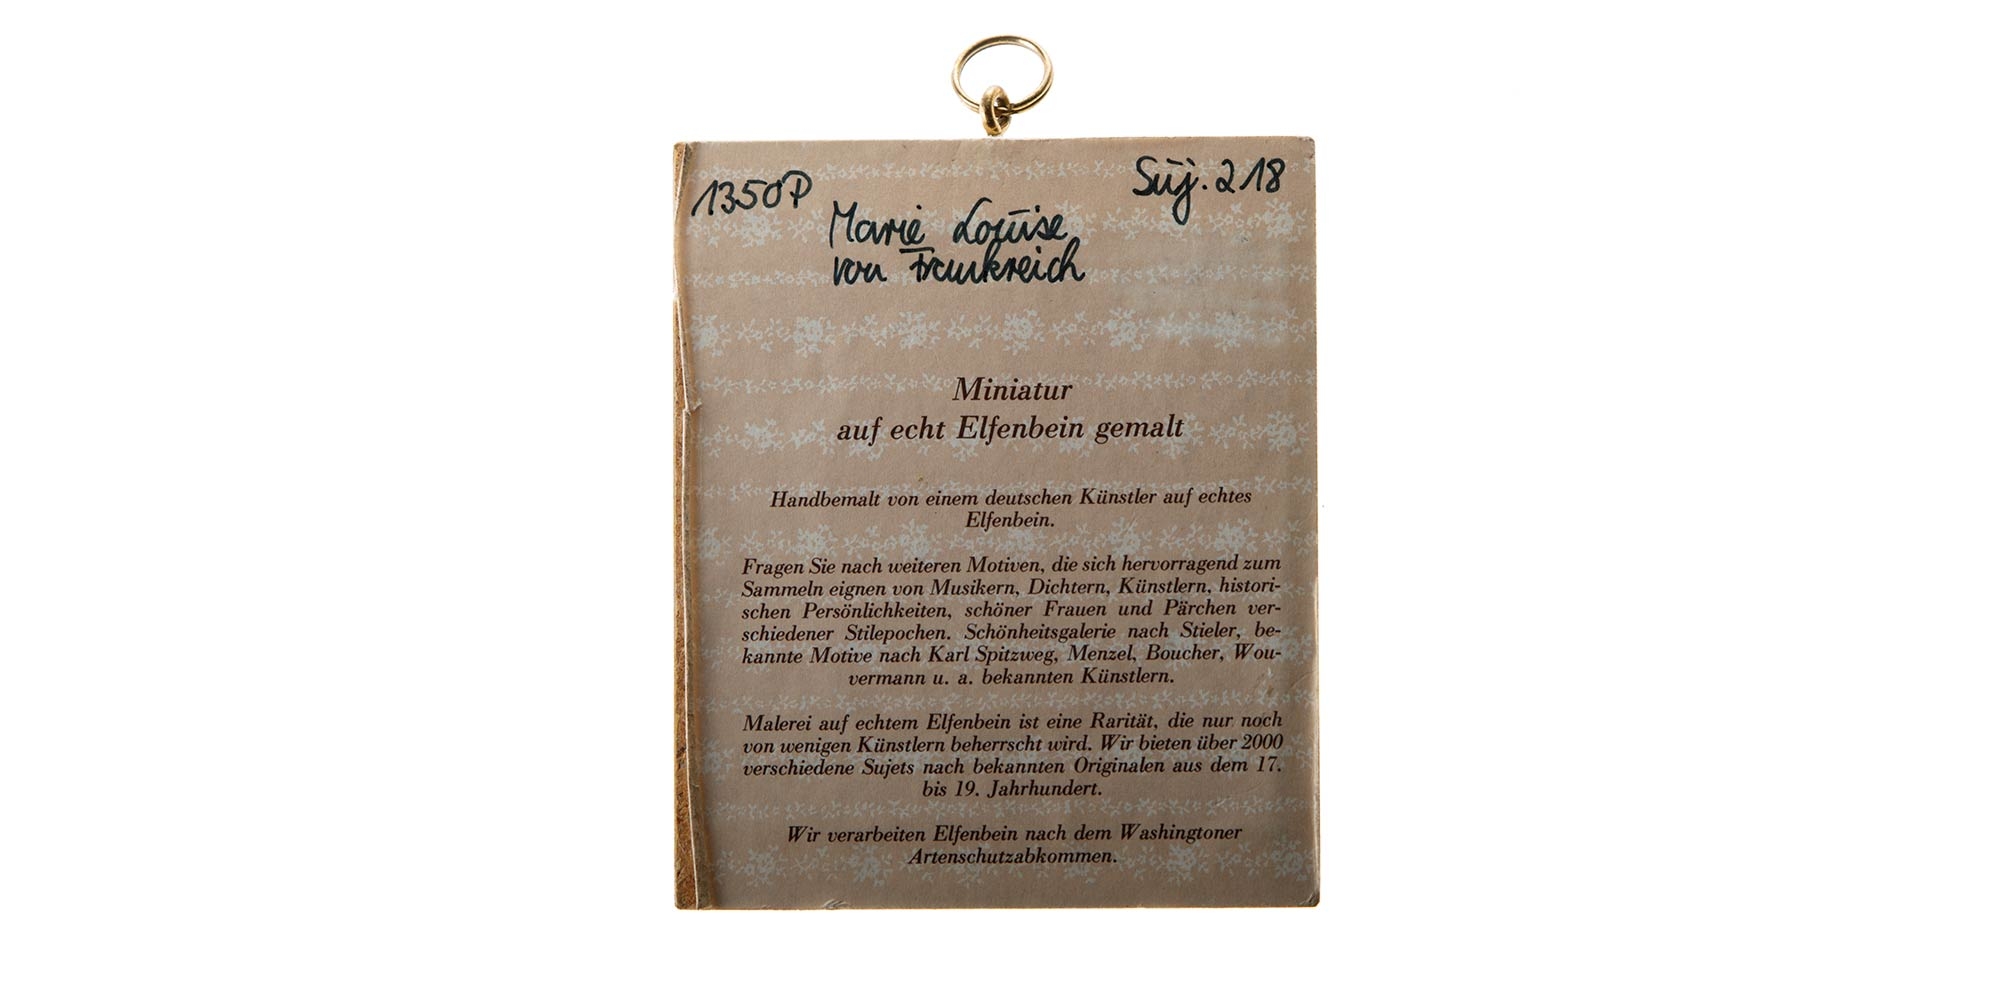 1350P
Suj. 218
Marie Louise
von Frankreich
Miniatur
auf echt Elfenbein gemalt
Handbemalt von einem deutschen Künstler auf echtes
Elfenbein.
Fragen Sie nach weiteren Motiven, die sich hervorragend zum
Sammeln eignen von Musikern, Dichtern, Künstlern, histori-
schen Persönlichkeiten, schöner Frauen und Pärchen ver-
schiedener Stilepochen. Schönheitsgalerie nach Stieler, be-
kannte Motive nach Karl Spitzweg, Menzel, Boucher, Wou-
vermann u. a. bekannten Künstlern.
Malerei auf echtem Elfenbein ist eine Rarität, die nur noch
von wenigen Künstlern beherrscht wird. Wir bieten über 2000
verschiedene Sujets nach bekannten Originalen aus dem 17.
bis 19. Jahrhundert.
Wir verarbeiten Elfenbein nach dem Washingtoner
Artenschutzabkommen.